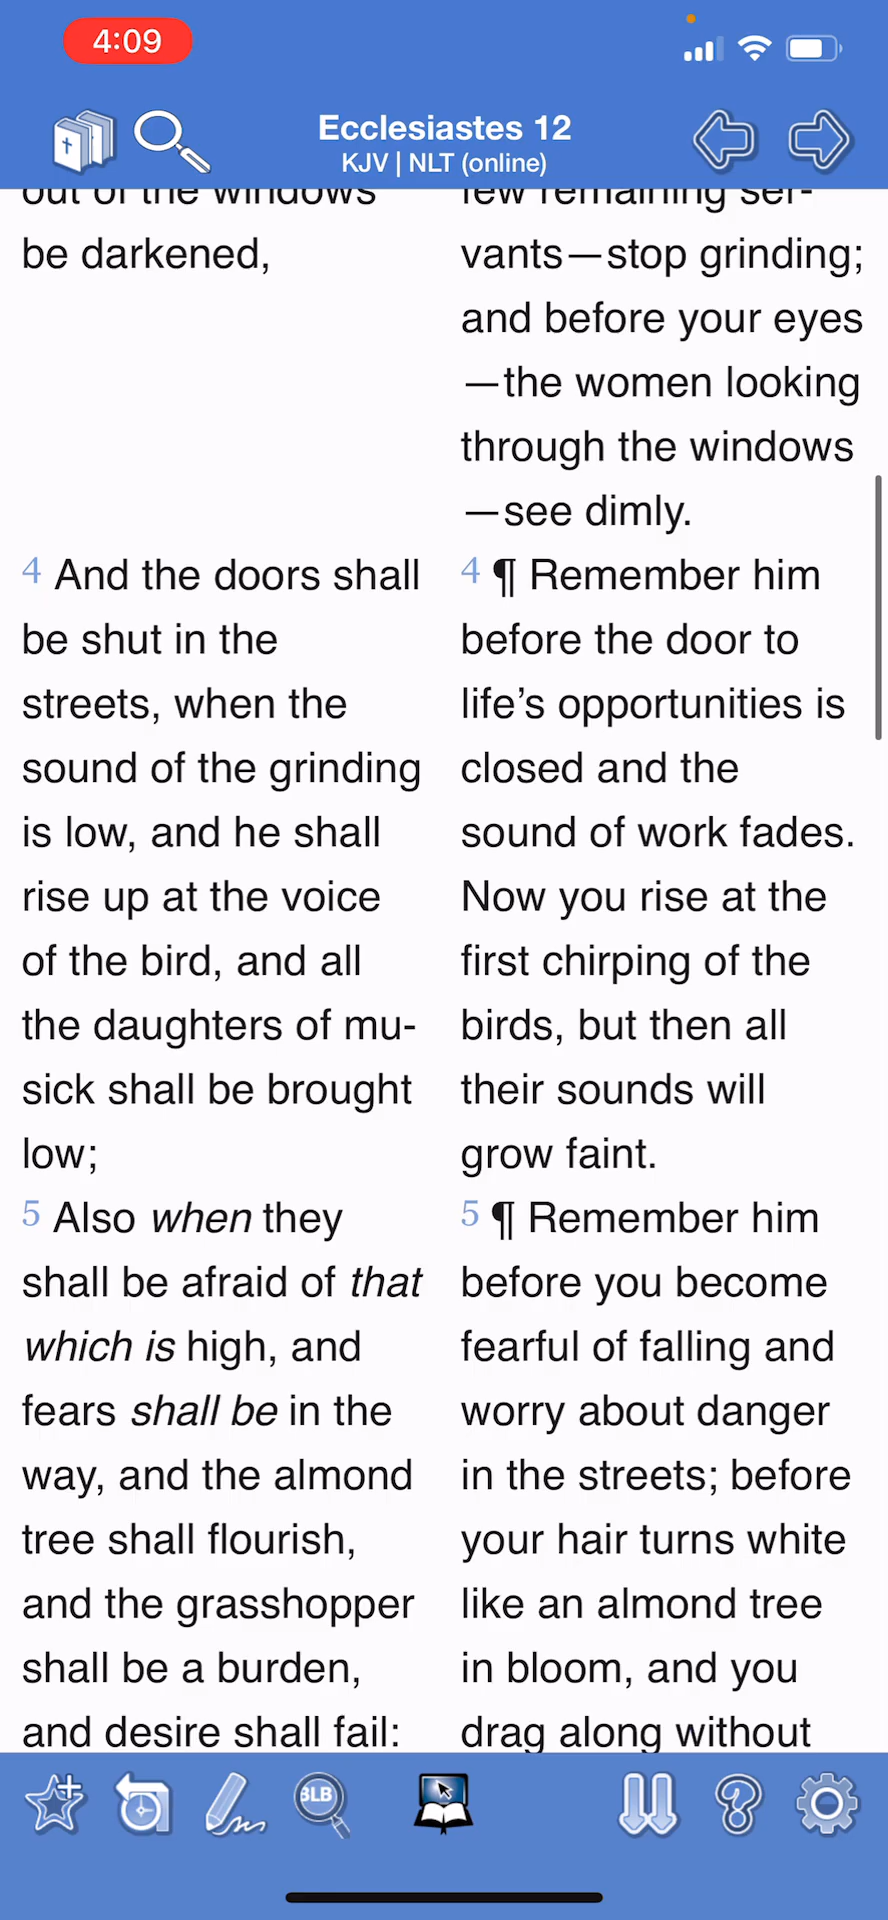 4:09
Ecclesiastes 12
KJV | NLT (online)
out of the windows
be darkened,
4 And the doors shall
be shut in the
streets, when the
sound of the grinding
is low, and he shall
rise up at the voice
of the bird, and all
the daughters of mu-
sick shall be brought
low;
5 Also when they
shall be afraid of that
which is high, and
fears shall be in the
way, and the almond
tree shall flourish,
and the grasshopper
shall be a burden,
and desire shall fail:
few remaining ser-
vants—stop grinding;
and before your eyes
—the women looking
through the windows
—see dimly.
4 ¶ Remember him
before the door to
life’s opportunities is
closed and the
sound of work fades.
Now you rise at the
first chirping of the
birds, but then all
their sounds will
grow faint.
5 ¶ Remember him
before you become
fearful of falling and
worry about danger
in the streets; before
your hair turns white
like an almond tree
in bloom, and you
drag along without
BLB